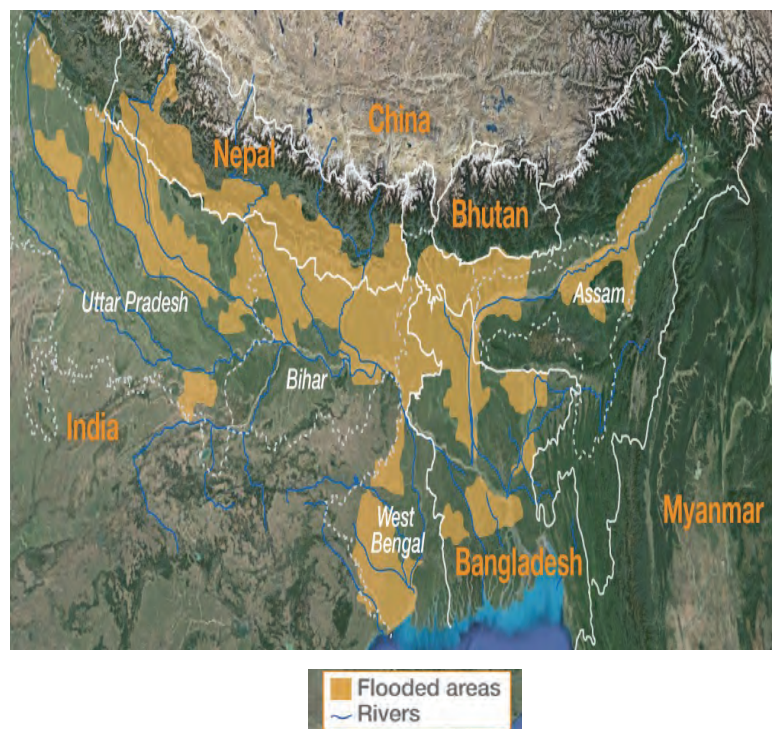 China
Nepal
Bhutan
Uttar Pradesh
Assam
Bihar
India
West
Bengal
Myanmar
Bangladesh
Flooded areas
Rivers